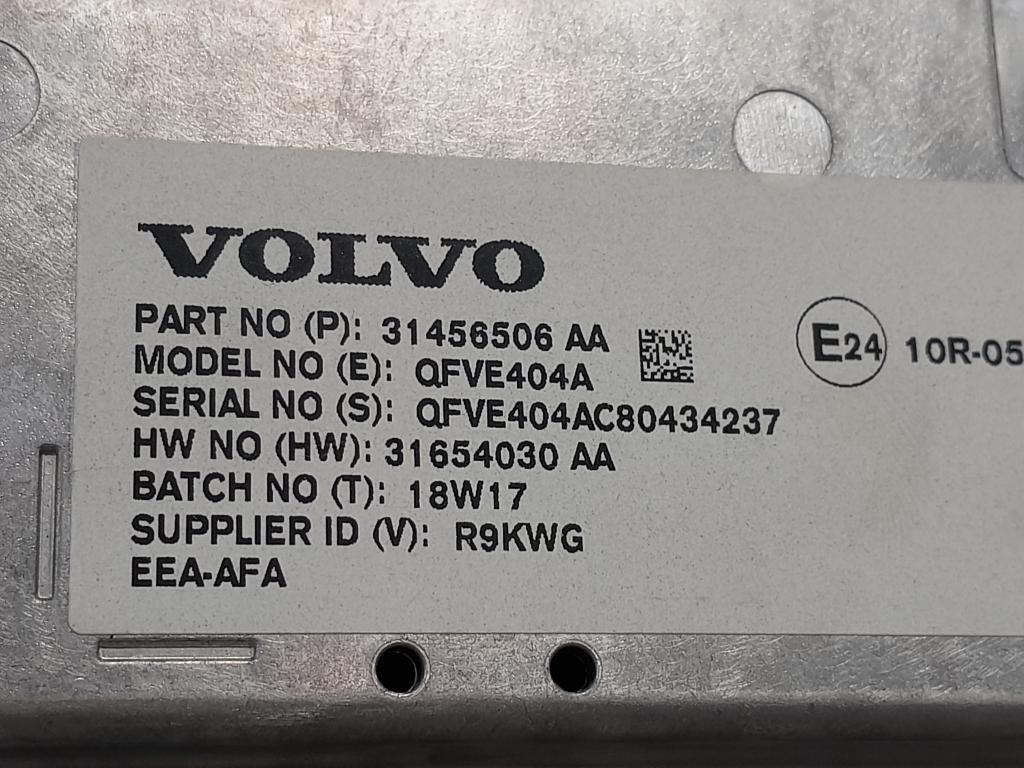 VOLVO
PART NO (P): 31456506 AA
MODEL NO (E): QFVE404A
SERIAL NO (S): QFVE404AC80434237
HW NO (HW): 31654030 AA
BATCH NO (T): 18W17
SUPPLIER ID (V): R9KWG
EEA-AFA
E24 10R-05